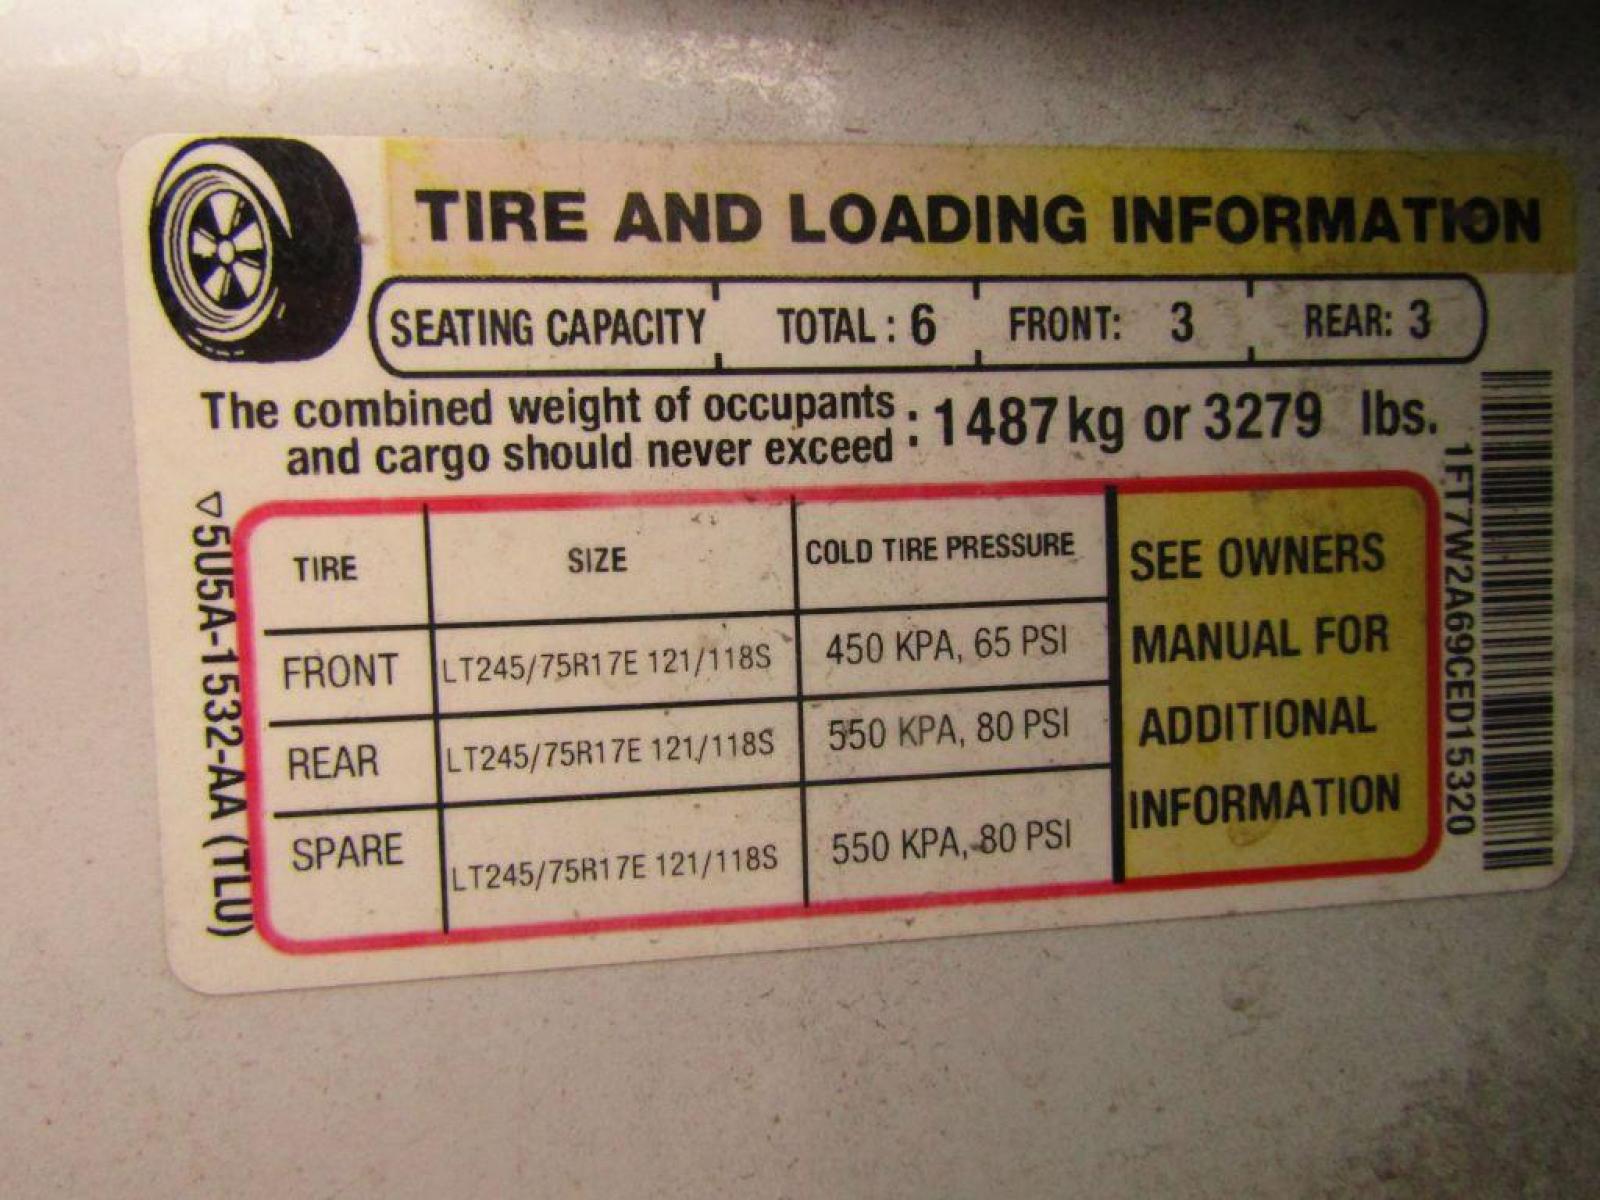 TIRE AND LOADING INFORMATION
SEATING CAPACITY TOTAL : 6 FRONT: 3 REAR: 3
The combined weight of occupants
and cargo should never exceed : 1487 kg or 3279 lbs.
TIRE SIZE COLD TIRE PRESSURE
FRONT LT245/75R17E 121/118S 450 KPA, 65 PSI
REAR LT245/75R17E 121/118S 550 KPA, 80 PSI
SPARE LT245/75R17E 121/118S 550 KPA, 80 PSI
SEE OWNERS
MANUAL FOR
ADDITIONAL
INFORMATION
5U5A-1532-AA (TLU)
1FT7W2A69CED15320